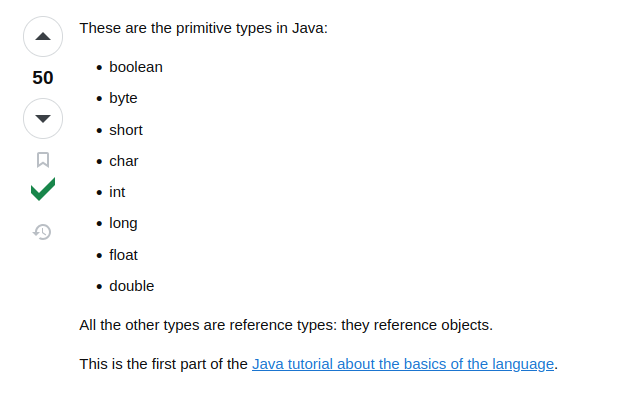 These are the primitive types in Java:
50
• boolean
• byte
• short
• char
• int
• long
• float
• double
All the other types are reference types: they reference objects.
This is the first part of the Java tutorial about the basics of the language.